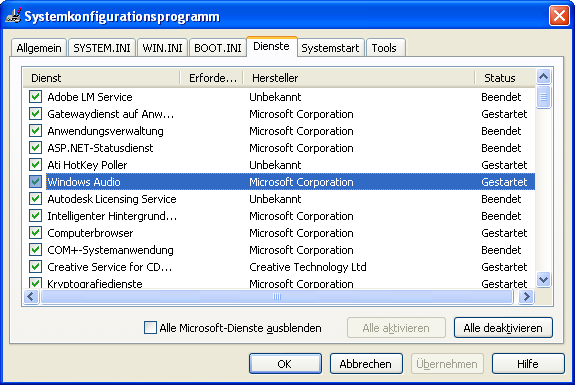 Systemkonfigurationsprogramm
Allgemein SYSTEM.INI WIN.INI BOOT.INI Dienste Systemstart Tools
Dienst Erforde... Hersteller Status
Adobe LM Service Unbekannt Beendet
Gatewaydienst auf Anw... Microsoft Corporation Gestartet
Anwendungsverwaltung Microsoft Corporation Gestartet
ASP.NET-Statusdienst Microsoft Corporation Beendet
Ati HotKey Poller Unbekannt Gestartet
Windows Audio Microsoft Corporation Gestartet
Autodesk Licensing Service Unbekannt Beendet
Intelligenter Hintergrund... Microsoft Corporation Beendet
Computerbrowser Microsoft Corporation Gestartet
COM+-Systemanwendung Microsoft Corporation Beendet
Creative Service for CD... Creative Technology Ltd Gestartet
Kryptografiedienste Microsoft Corporation Gestartet
Alle Microsoft-Dienste ausblenden Alle aktivieren Alle deaktivieren
OK Abbrechen Übernehmen Hilfe